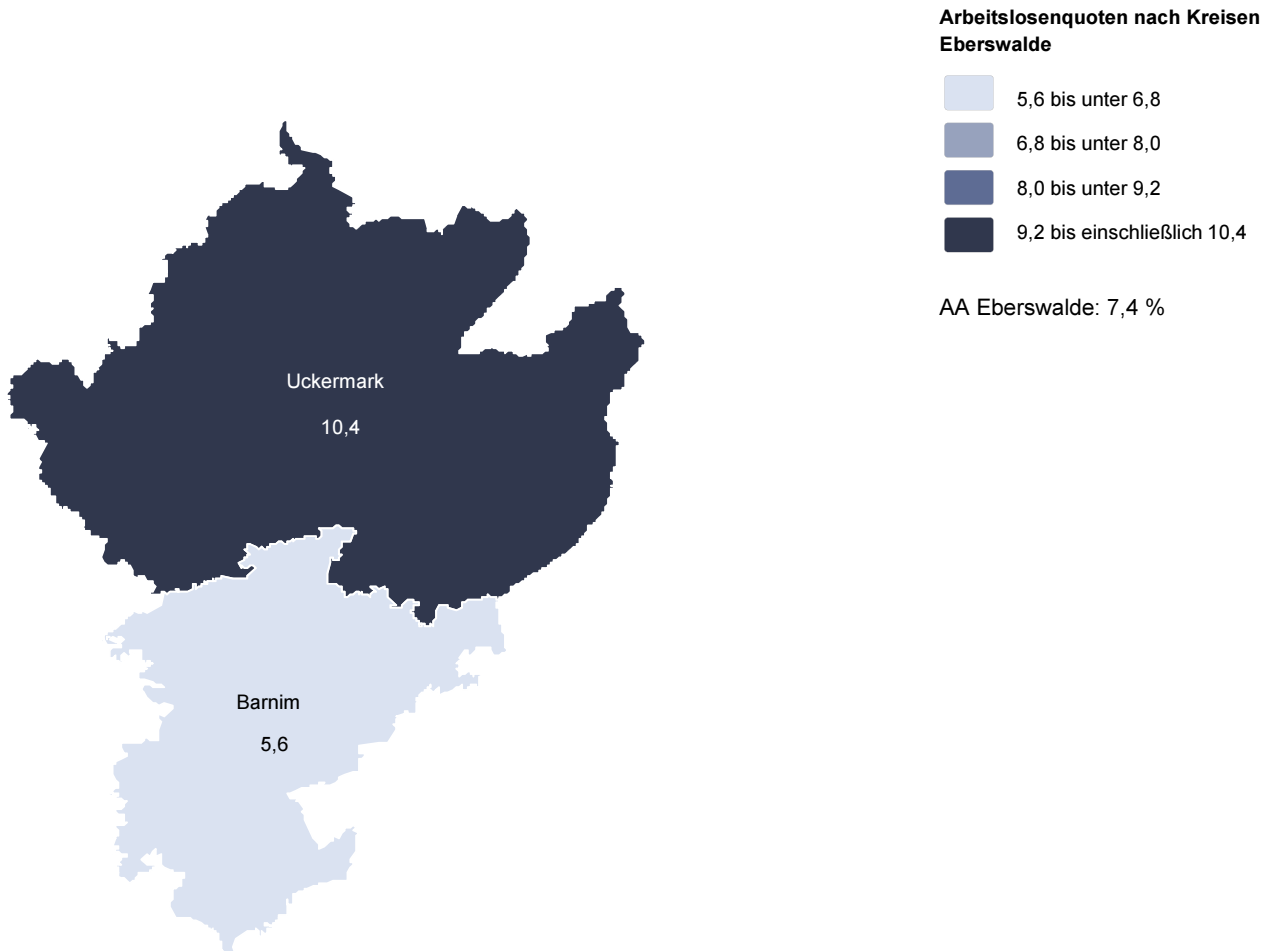 Arbeitslosenquoten nach Kreisen
Eberswalde
5,6 bis unter 6,8
6,8 bis unter 8,0
8,0 bis unter 9,2
9,2 bis einschließlich 10,4
AA Eberswalde: 7,4 %
Uckermark
10,4
Barnim
5,6